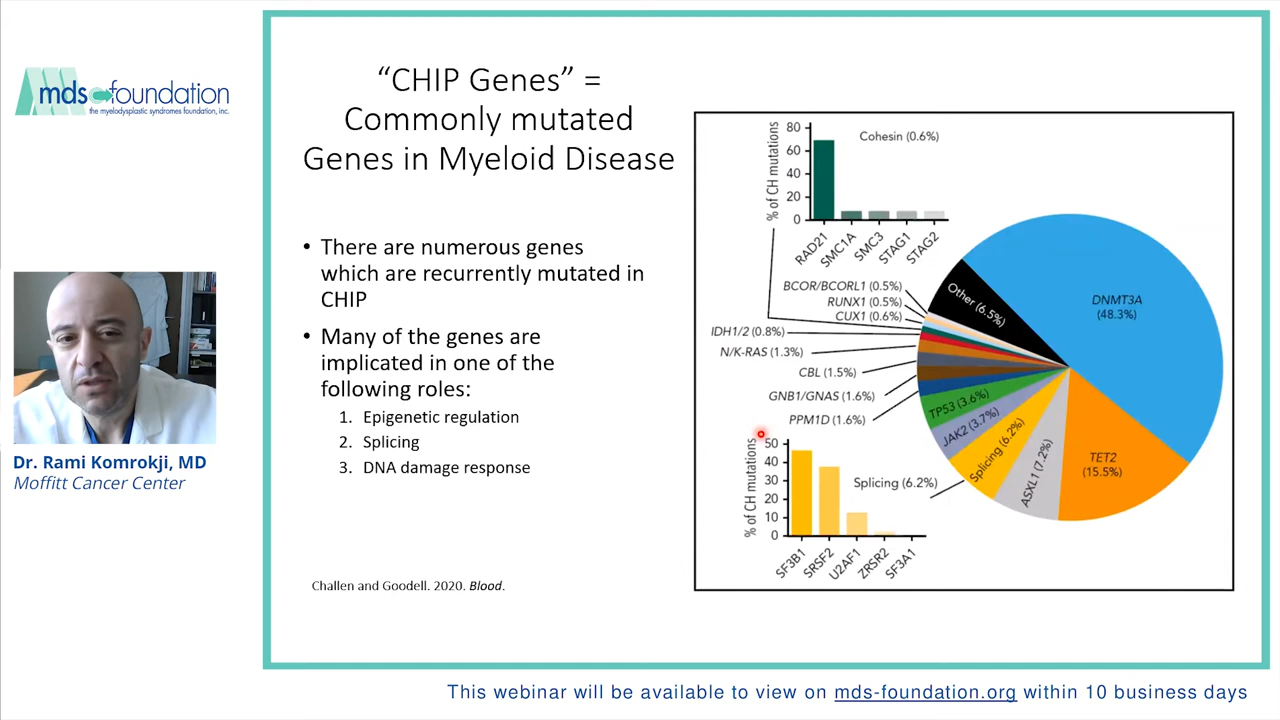 mds foundation
the myelodysplastic syndromes foundation, inc.
Dr. Rami Komrokji, MD
Moffitt Cancer Center
“CHIP Genes” =
Commonly mutated
Genes in Myeloid Disease
• There are numerous genes
which are recurrently mutated in
CHIP
• Many of the genes are
implicated in one of the
following roles:
1. Epigenetic regulation
2. Splicing
3. DNA damage response
Challen and Goodell. 2020. Blood.
% of CH mutations
80
60
40
20
0
Cohesin (0.6%)
RAD21
SMC1A
SMC3
STAG1
STAG2
BCOR/BCORL1 (0.5%)
RUNX1 (0.5%)
CUX1 (0.6%)
IDH1/2 (0.8%)
N/K-RAS (1.3%)
CBL (1.5%)
GNB1/GNAS (1.6%)
PPM1D (1.6%)
Other (6.5%)
DNMT3A
(48.3%)
TET2
(15.5%)
ASXL1 (7.2%)
Splicing (6.2%)
JAK2 (3.7%)
TP53 (3.6%)
% of CH mutations
50
40
30
20
10
0
Splicing (6.2%)
SF3B1
SRSF2
U2AF1
ZRSR2
SF3A1
This webinar will be available to view on mds-foundation.org within 10 business days